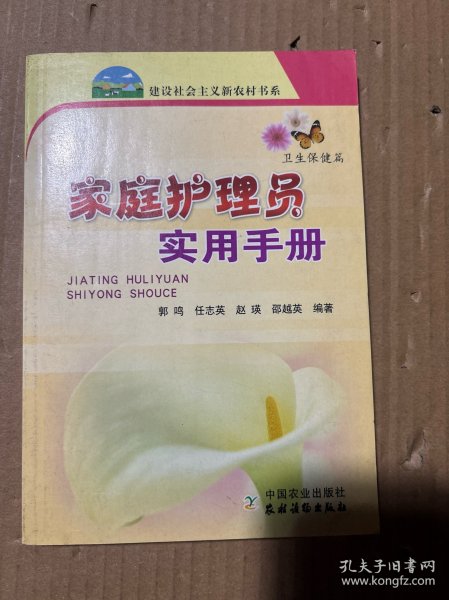 建设社会主义新农村书系
卫生保健篇
家庭护理员
实用手册
JIATING HULIYUAN
SHIYONG SHOUCE
郭 鸣 任志英 赵 瑛 邵越英 编著
中国农业出版社
农村读物出版社
孔夫子旧书网
www.kongfz.com